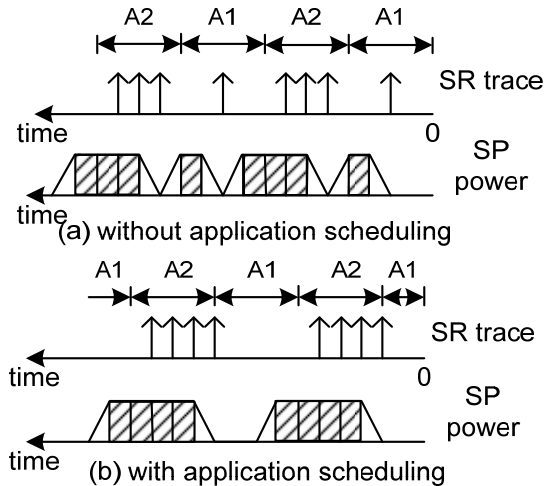 A2 A1 A2 A1
SR trace
time 0
SP
power
time
(a) without application scheduling
A1 A2 A1 A2 A1
SR trace
time 0
SP
power
time
(b) with application scheduling